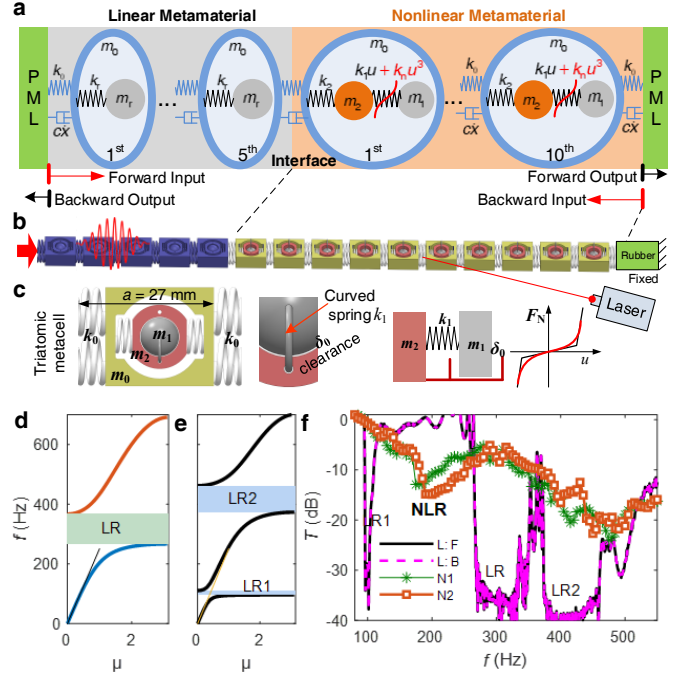 a Linear Metamaterial Nonlinear Metamaterial
m₀ m₀ m₀ m₀
P M L k₀ kᵣ mᵣ cẋ ... kᵣ mᵣ k₂ m₂ k₁u + kₙu³ m₁ ... k₂ m₂ k₁u + kₙu³ m₁ k₀ cẋ P M L
1st 5th 1st 10th
Interface
Forward Input Forward Output
Backward Output Backward Input
b
Rubber
Fixed
Laser
c
Triatomic metacell
a = 27 mm
k₀ m₁ m₂ m₀ k₀
Curved spring k₁
δ₀ clearance
m₂ k₁ m₁ δ₀
F_N
u
d
f (Hz)
600
400
200
0
LR
0 2
μ
e
LR2
LR1
0 2
μ
f
T (dB)
0
-10
-20
-30
-40
LR1
NLR
LR
LR2
L: F
L: B
N1
N2
100 200 300 400 500
f (Hz)